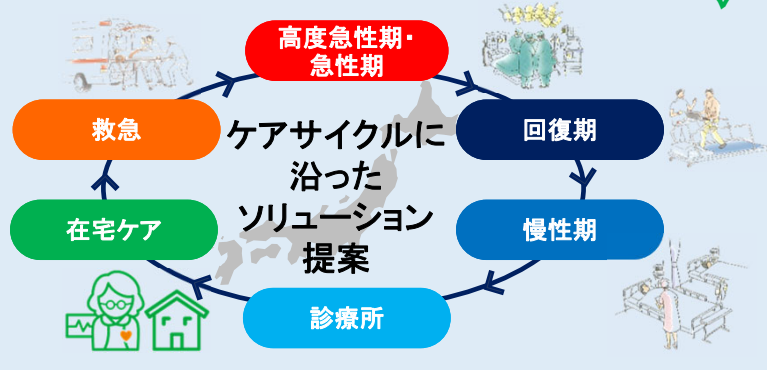 高度急性期・
急性期
救急
回復期
ケアサイクルに
沿った
ソリューション
提案
在宅ケア
慢性期
診療所